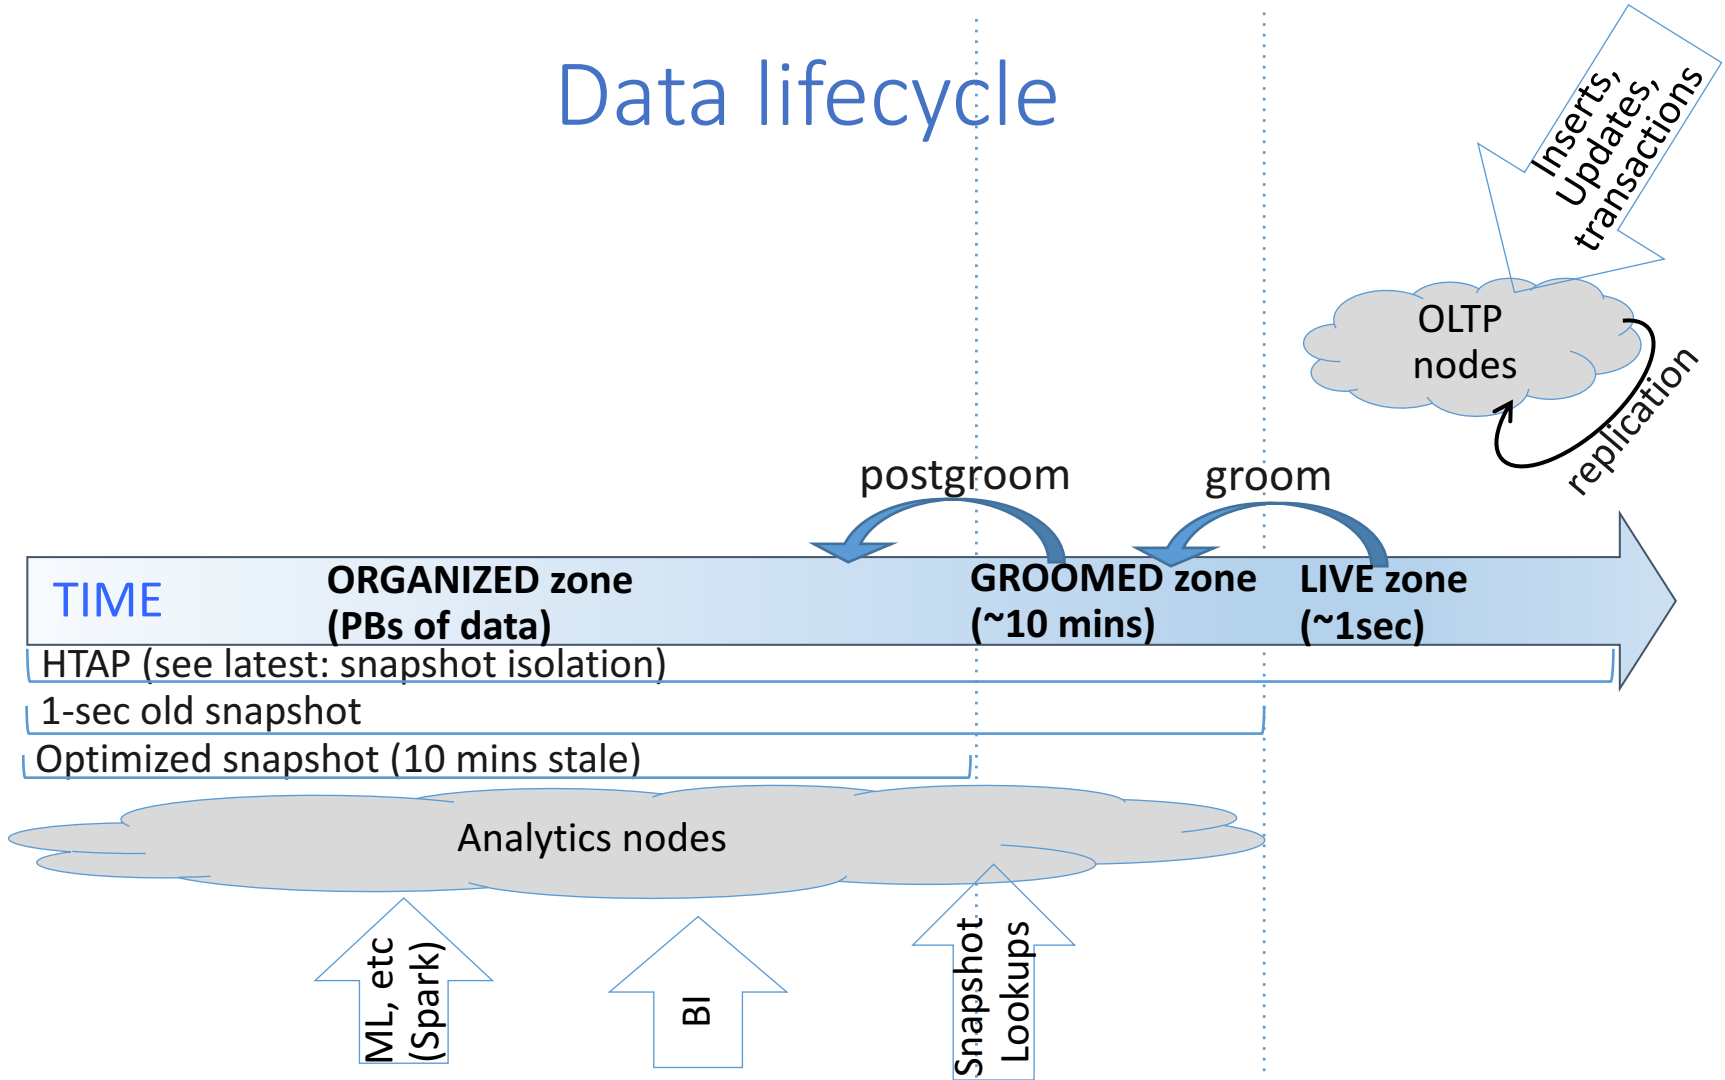 Data lifecycle
Inserts,
Updates,
transactions
OLTP
nodes
replication
postgroom
groom
TIME
ORGANIZED zone
(PBs of data)
GROOMED zone
(~10 mins)
LIVE zone
(~1sec)
HTAP (see latest: snapshot isolation)
1-sec old snapshot
Optimized snapshot (10 mins stale)
Analytics nodes
ML, etc
(Spark)
BI
Snapshot
Lookups